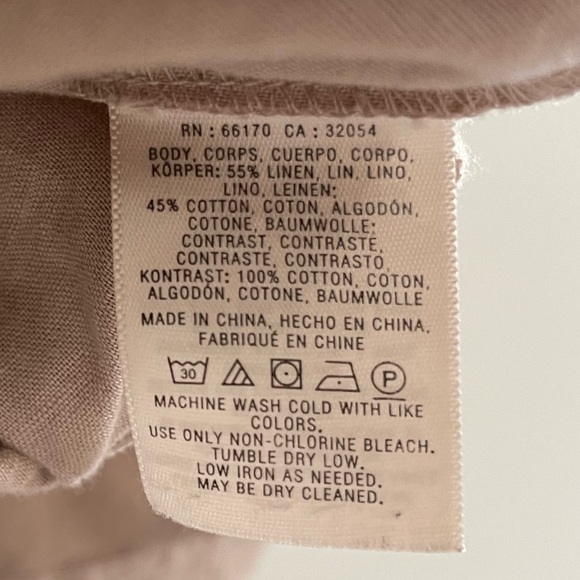 RN : 66170 CA : 32054
BODY, CORPS, CUERPO, CORPO,
KÖRPER: 55% LINEN, LIN, LINO,
LINO, LEINEN;
45% COTTON, COTON, ALGODÓN,
COTONE, BAUMWOLLE;
CONTRAST, CONTRASTE,
CONTRASTE, CONTRASTO,
KONTRAST: 100% COTTON, COTON,
ALGODÓN, COTONE, BAUMWOLLE
MADE IN CHINA, HECHO EN CHINA,
FABRIQUÉ EN CHINE
30 P
MACHINE WASH COLD WITH LIKE
COLORS.
USE ONLY NON-CHLORINE BLEACH.
TUMBLE DRY LOW.
LOW IRON AS NEEDED.
MAY BE DRY CLEANED.